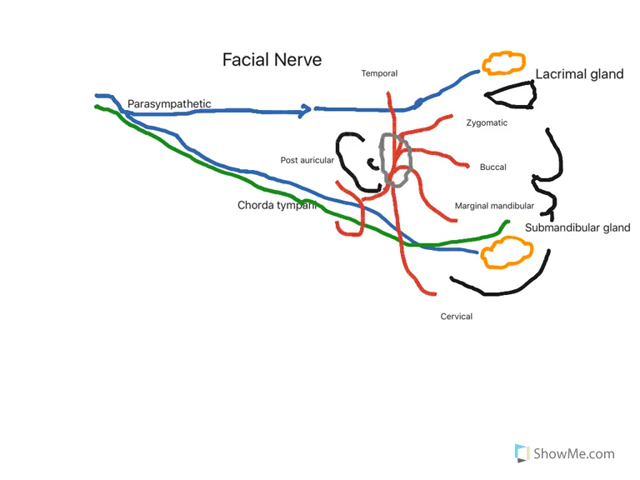 Facial Nerve
Temporal
Lacrimal gland
Parasympathetic
Zygomatic
Post auricular
Buccal
Chorda tympani
Marginal mandibular
Submandibular gland
Cervical
ShowMe.com